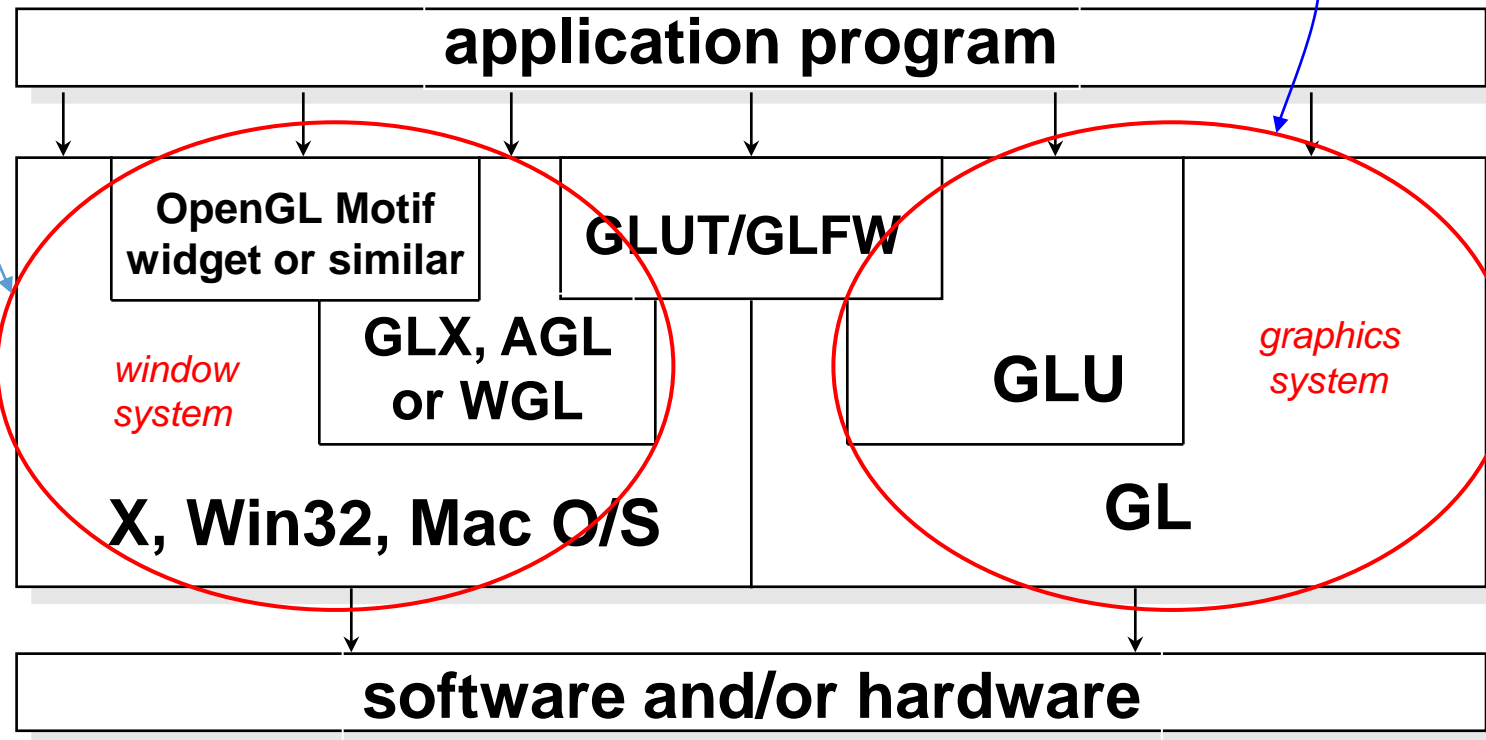 application program
OpenGL Motif
widget or similar
GLUT/GLFW
GLX, AGL
or WGL
GLU
graphics
system
window
system
X, Win32, Mac O/S
GL
software and/or hardware